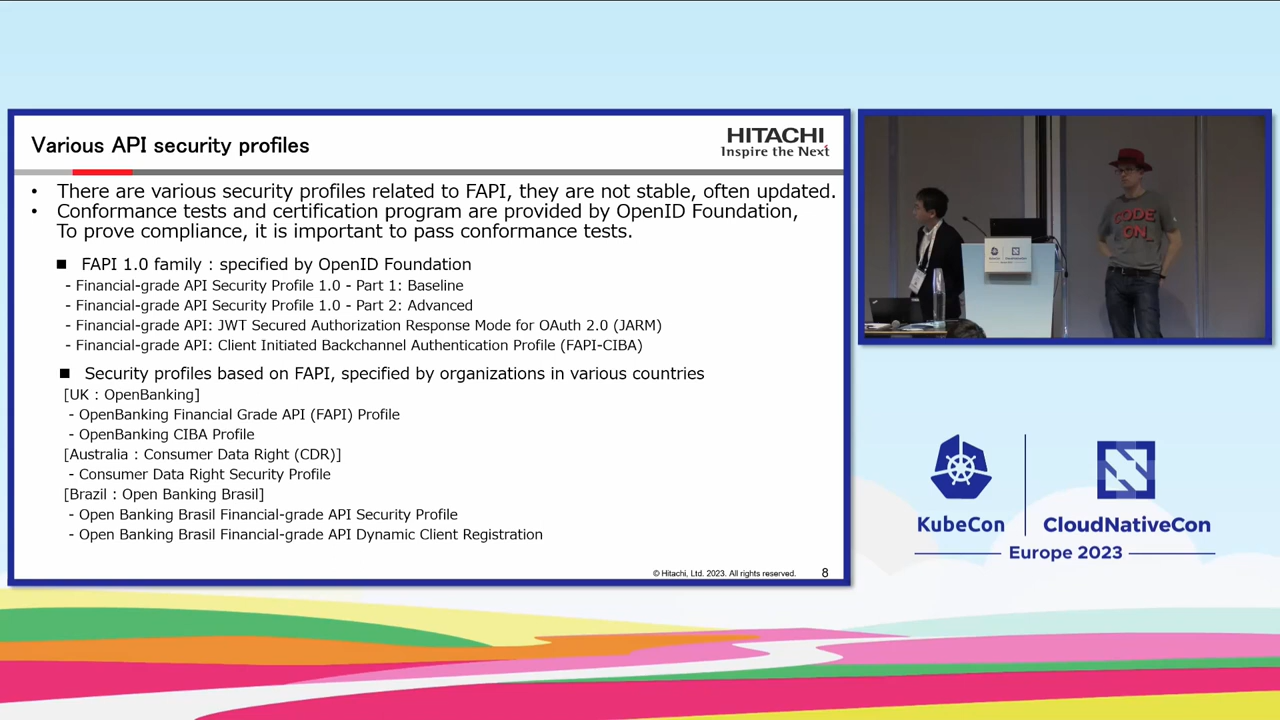 Various API security profiles
HITACHI
Inspire the Next
• There are various security profiles related to FAPI, they are not stable, often updated.
• Conformance tests and certification program are provided by OpenID Foundation,
To prove compliance, it is important to pass conformance tests.
■ FAPI 1.0 family : specified by OpenID Foundation
- Financial-grade API Security Profile 1.0 - Part 1: Baseline
- Financial-grade API Security Profile 1.0 - Part 2: Advanced
- Financial-grade API: JWT Secured Authorization Response Mode for OAuth 2.0 (JARM)
- Financial-grade API: Client Initiated Backchannel Authentication Profile (FAPI-CIBA)
■ Security profiles based on FAPI, specified by organizations in various countries
[UK : OpenBanking]
- OpenBanking Financial Grade API (FAPI) Profile
- OpenBanking CIBA Profile
[Australia : Consumer Data Right (CDR)]
- Consumer Data Right Security Profile
[Brazil : Open Banking Brasil]
- Open Banking Brasil Financial-grade API Security Profile
- Open Banking Brasil Financial-grade API Dynamic Client Registration
© Hitachi, Ltd. 2023. All rights reserved.
8
CODE
ON_
KubeCon
CloudNativeCon
Europe 2023